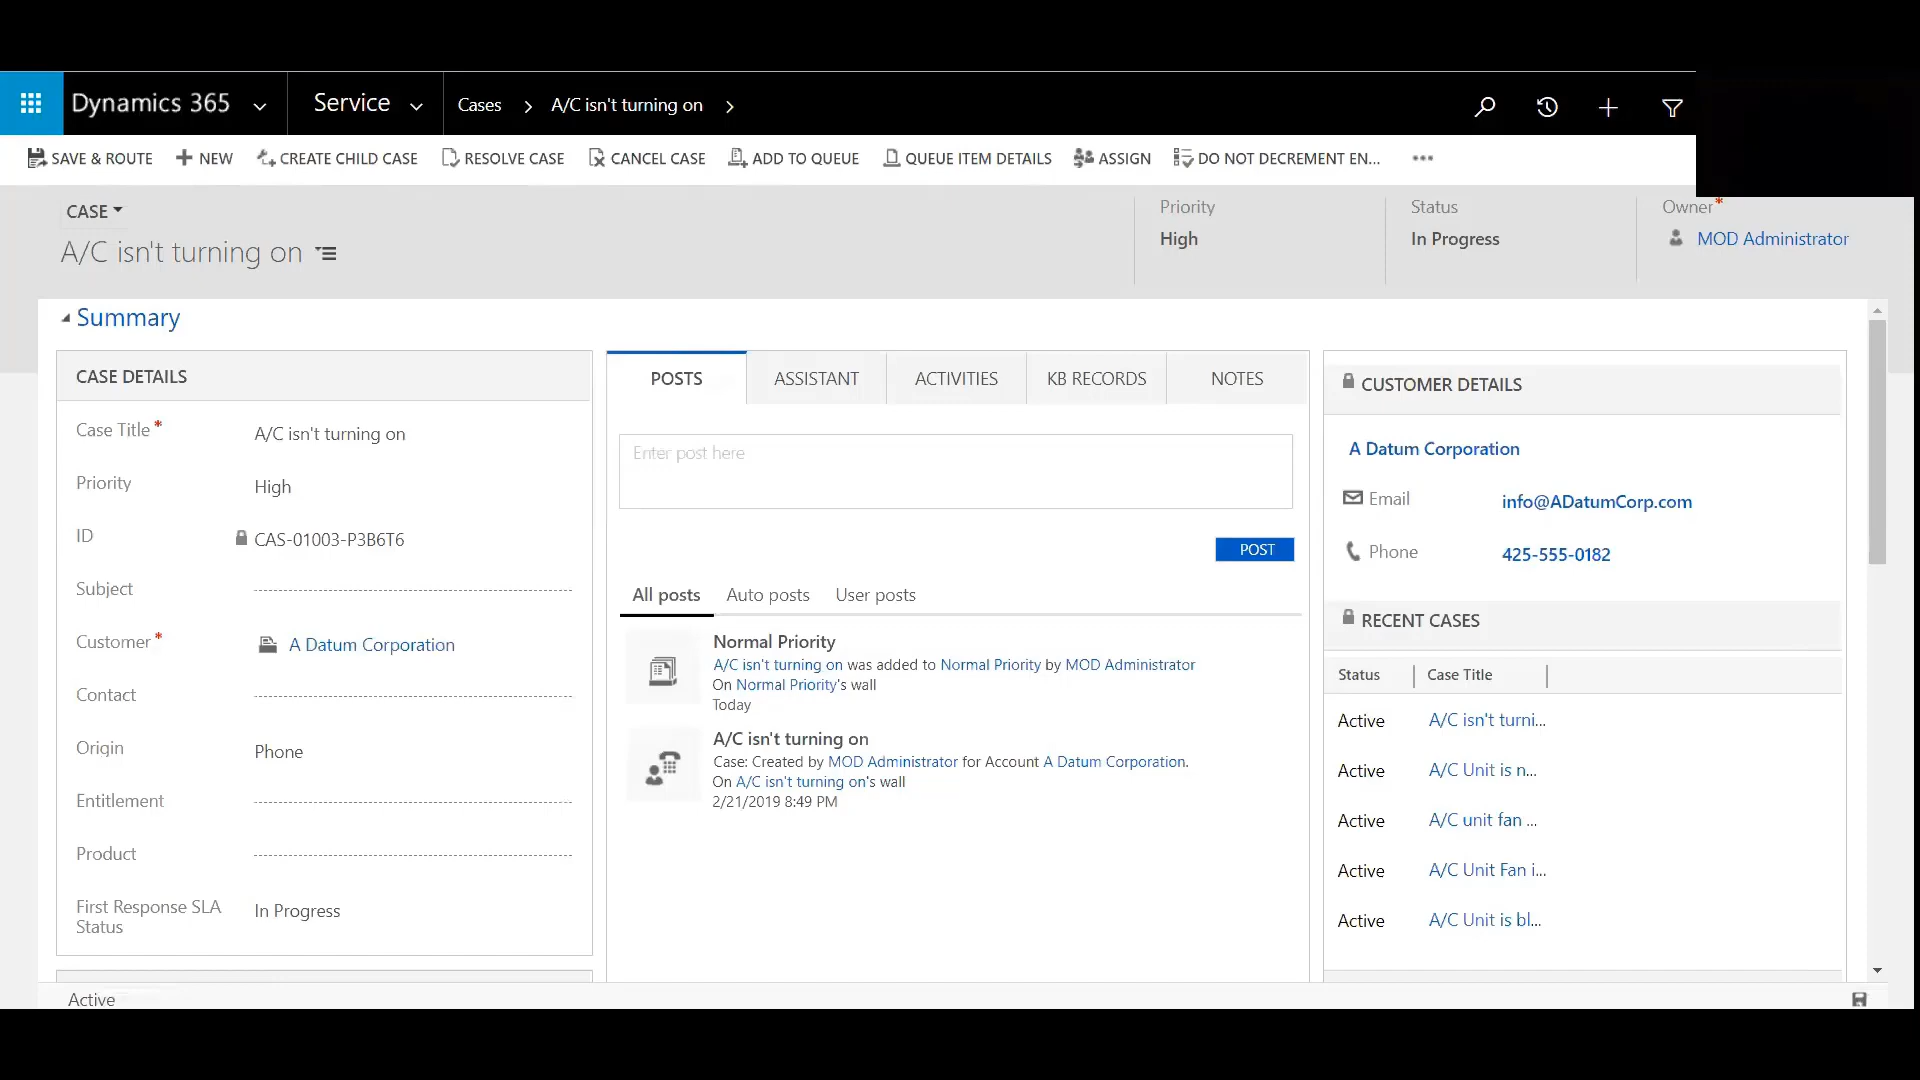 Dynamics 365
Service
Cases
A/C isn't turning on
SAVE & ROUTE
NEW
CREATE CHILD CASE
RESOLVE CASE
CANCEL CASE
ADD TO QUEUE
QUEUE ITEM DETAILS
ASSIGN
DO NOT DECREMENT EN...
CASE
A/C isn't turning on
Priority
High
Status
In Progress
Owner*
MOD Administrator
Summary
CASE DETAILS
Case Title*
A/C isn't turning on
Priority
High
ID
CAS-01003-P3B6T6
Subject
Customer*
A Datum Corporation
Contact
Origin
Phone
Entitlement
Product
First Response SLA
Status
In Progress
POSTS
ASSISTANT
ACTIVITIES
KB RECORDS
NOTES
Enter post here
POST
All posts
Auto posts
User posts
Normal Priority
A/C isn't turning on was added to Normal Priority by MOD Administrator
On Normal Priority's wall
Today
A/C isn't turning on
Case: Created by MOD Administrator for Account A Datum Corporation.
On A/C isn't turning on's wall
2/21/2019 8:49 PM
CUSTOMER DETAILS
A Datum Corporation
Email
info@ADatumCorp.com
Phone
425-555-0182
RECENT CASES
Status
Case Title
Active
A/C isn't turni...
Active
A/C Unit is n...
Active
A/C unit fan ...
Active
A/C Unit Fan i...
Active
A/C Unit is bl...
Active